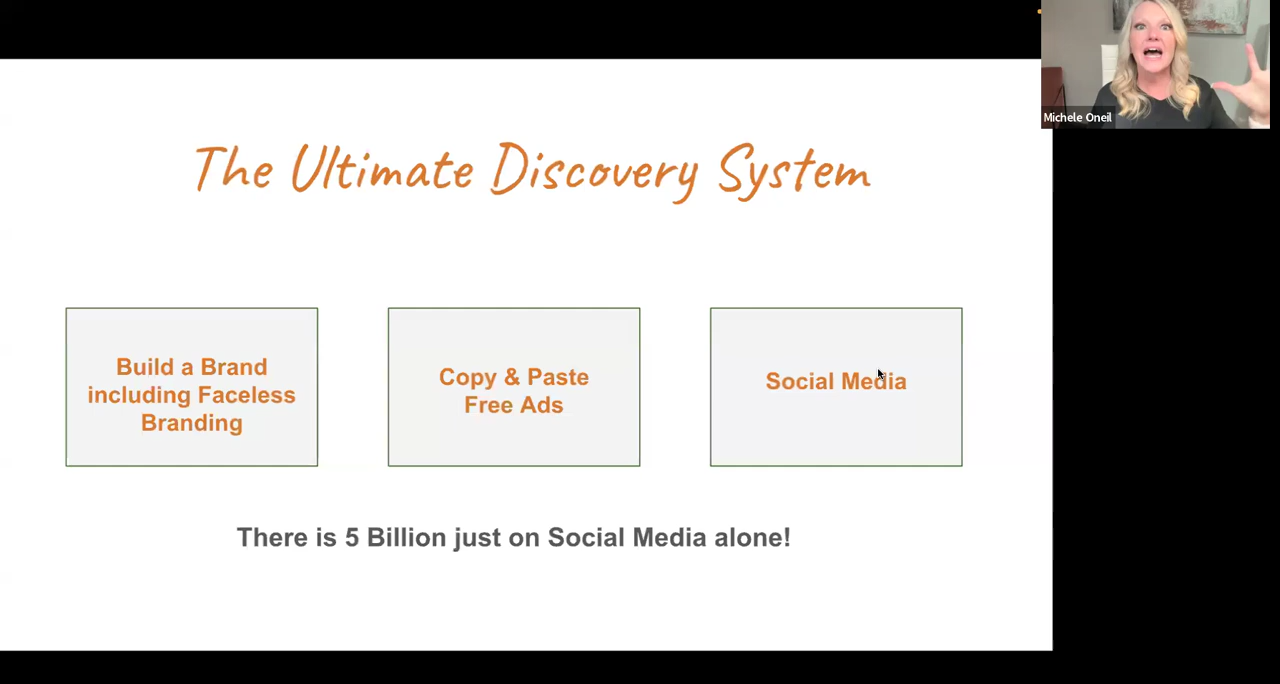 Michele Oneil
The Ultimate Discovery System
Build a Brand
including Faceless
Branding
Copy & Paste
Free Ads
Social Media
There is 5 Billion just on Social Media alone!